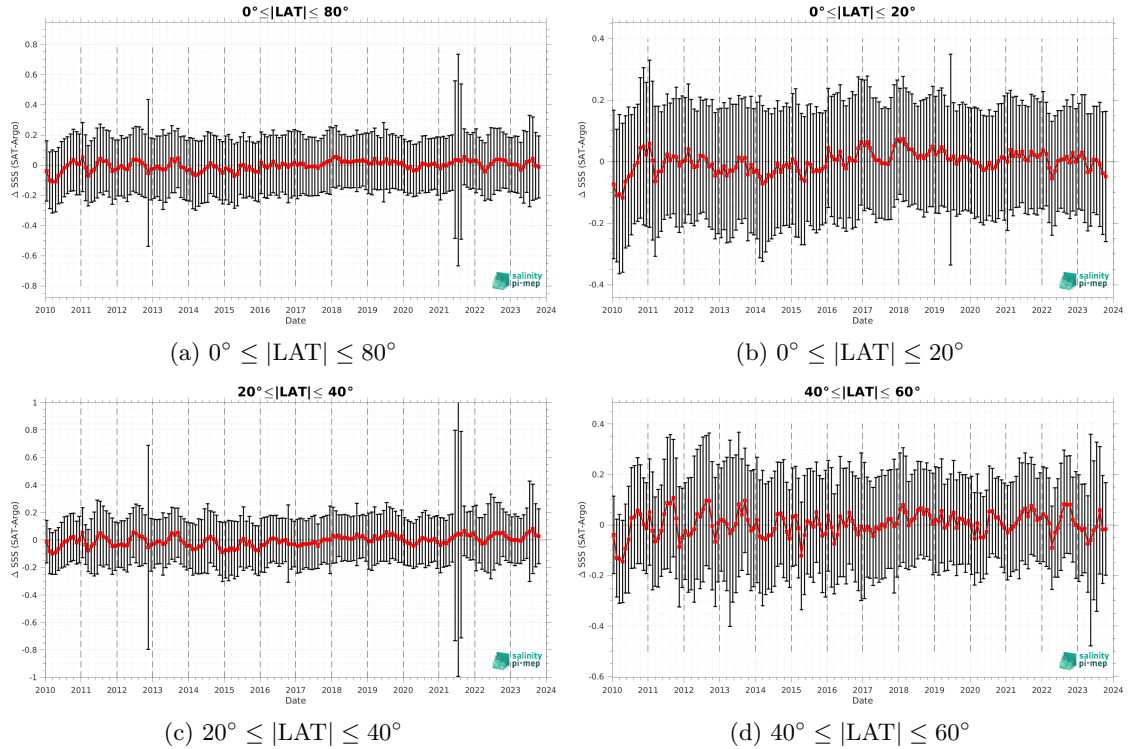 0°≤|LAT|≤ 80°
Δ SSS (SAT-Argo)
0.8
0.6
0.4
0.2
0
-0.2
-0.4
-0.6
-0.8
2010 2011 2012 2013 2014 2015 2016 2017 2018 2019 2020 2021 2022 2023 2024
Date
salinity
pi-mep
(a) 0° ≤ |LAT| ≤ 80°
0°≤|LAT|≤ 20°
Δ SSS (SAT-Argo)
0.4
0.2
0
-0.2
-0.4
2010 2011 2012 2013 2014 2015 2016 2017 2018 2019 2020 2021 2022 2023 2024
Date
salinity
pi-mep
(b) 0° ≤ |LAT| ≤ 20°
20°≤|LAT|≤ 40°
Δ SSS (SAT-Argo)
1
0.8
0.6
0.4
0.2
0
-0.2
-0.4
-0.6
-0.8
-1
2010 2011 2012 2013 2014 2015 2016 2017 2018 2019 2020 2021 2022 2023 2024
Date
salinity
pi-mep
(c) 20° ≤ |LAT| ≤ 40°
40°≤|LAT|≤ 60°
Δ SSS (SAT-Argo)
0.4
0.2
0
-0.2
-0.4
-0.6
2010 2011 2012 2013 2014 2015 2016 2017 2018 2019 2020 2021 2022 2023 2024
Date
salinity
pi-mep
(d) 40° ≤ |LAT| ≤ 60°